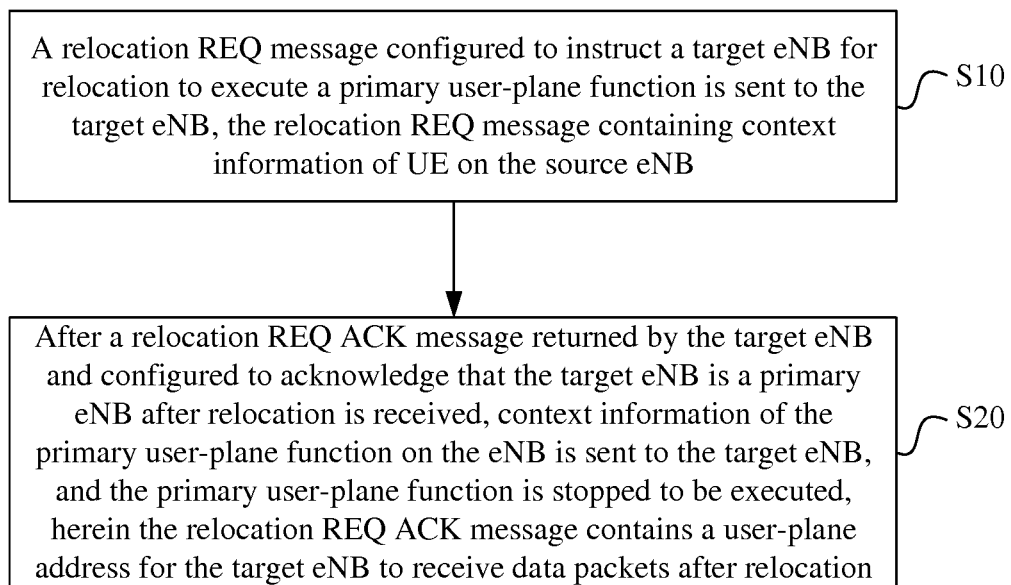 A relocation REQ message configured to instruct a target eNB for
relocation to execute a primary user-plane function is sent to the
target eNB, the relocation REQ message containing context
information of UE on the source eNB
S10
After a relocation REQ ACK message returned by the target eNB
and configured to acknowledge that the target eNB is a primary
eNB after relocation is received, context information of the
primary user-plane function on the eNB is sent to the target eNB,
and the primary user-plane function is stopped to be executed,
herein the relocation REQ ACK message contains a user-plane
address for the target eNB to receive data packets after relocation
S20